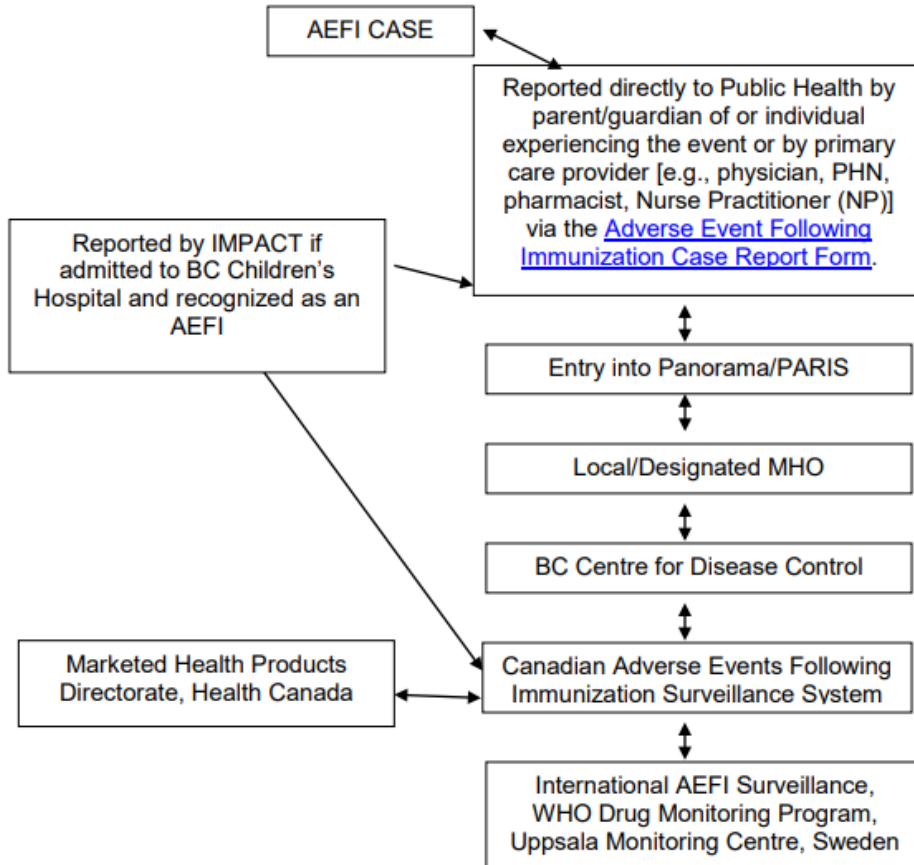 AEFI CASE
Reported directly to Public Health by
parent/guardian of or individual
experiencing the event or by primary
care provider [e.g., physician, PHN,
pharmacist, Nurse Practitioner (NP)]
via the Adverse Event Following
Immunization Case Report Form.
Reported by IMPACT if
admitted to BC Children’s
Hospital and recognized as an
AEFI
Entry into Panorama/PARIS
Local/Designated MHO
BC Centre for Disease Control
Marketed Health Products
Directorate, Health Canada
Canadian Adverse Events Following
Immunization Surveillance System
International AEFI Surveillance,
WHO Drug Monitoring Program,
Uppsala Monitoring Centre, Sweden